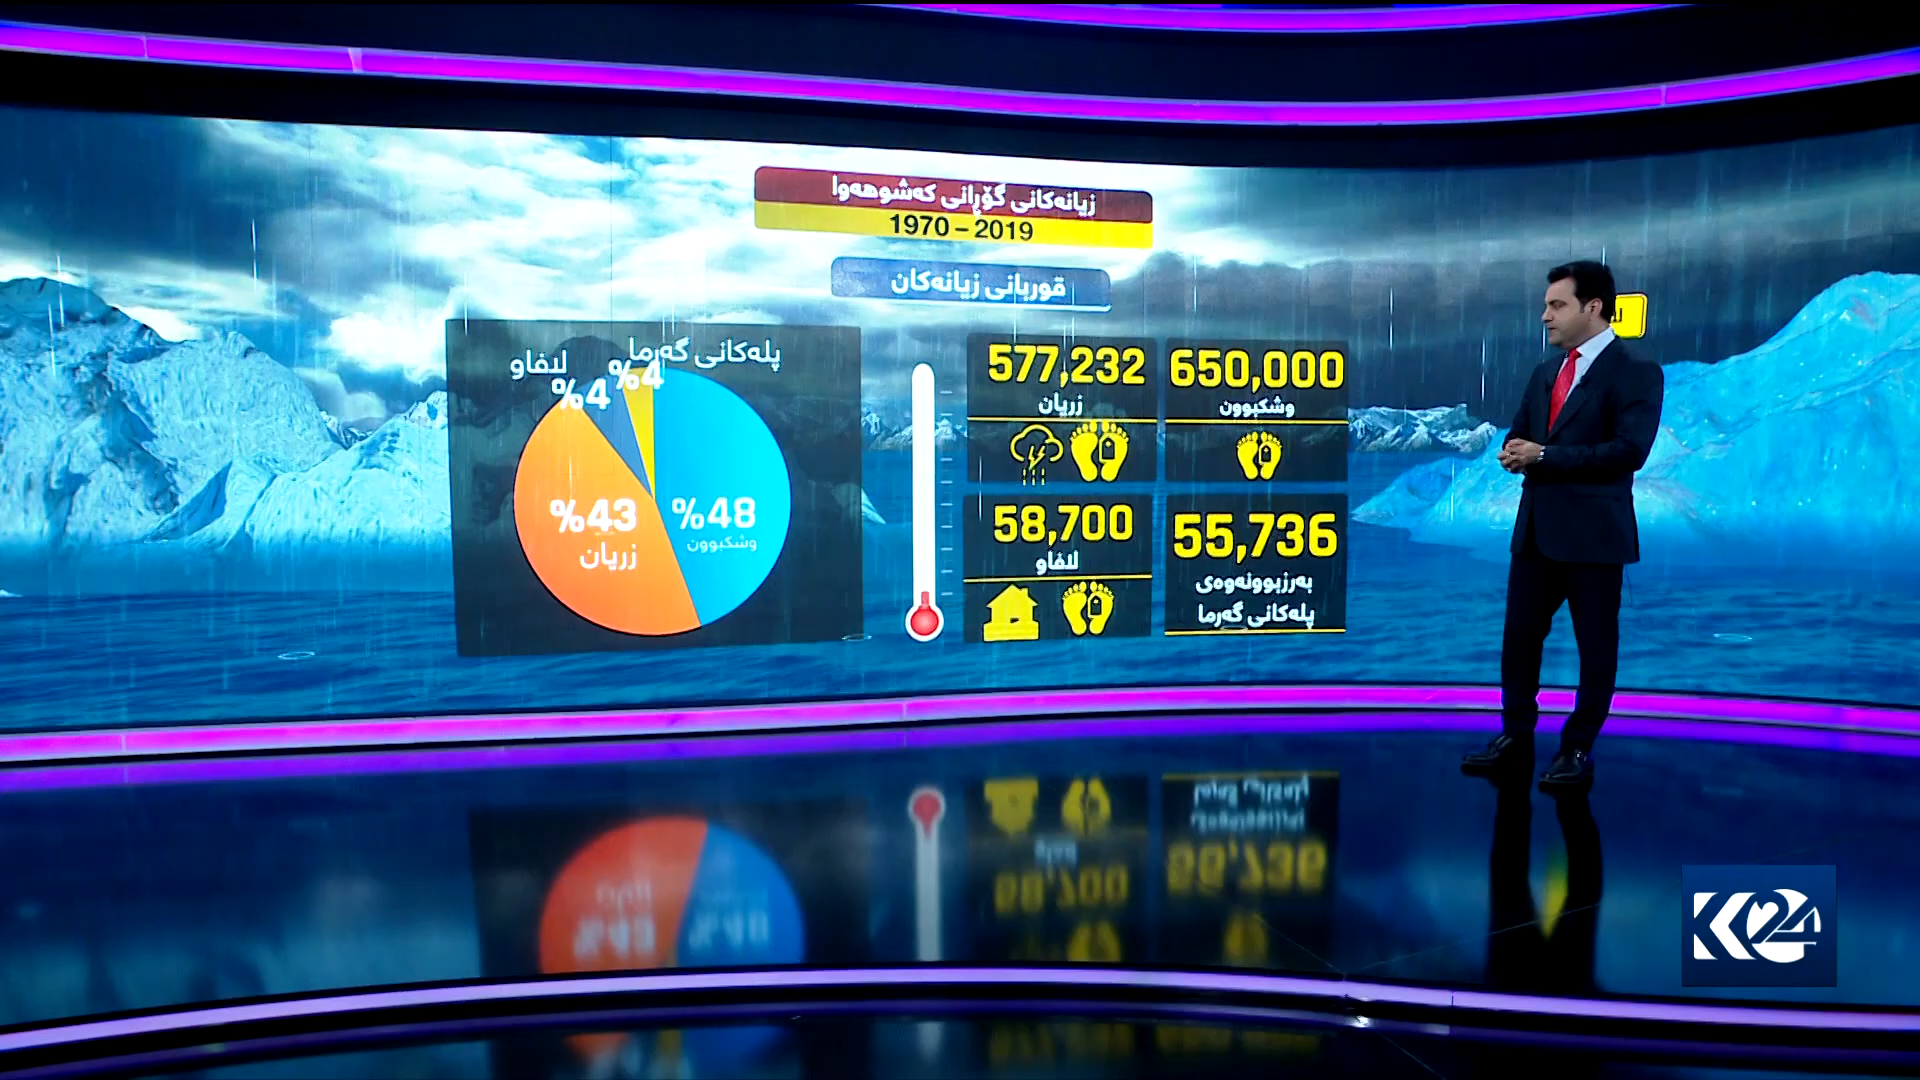 زیانەکانی گۆڕانی کەشوهەوا
1970 – 2019
قوربانی زیانەکان
پلەکانی گەرما
%4
لافاو
%4
%48
وشکبوون
%43
زریان
650,000
وشکبوون
577,232
زریان
55,736
بەرزبوونەوەی
پلەکانی گەرما
58,700
لافاو
K24